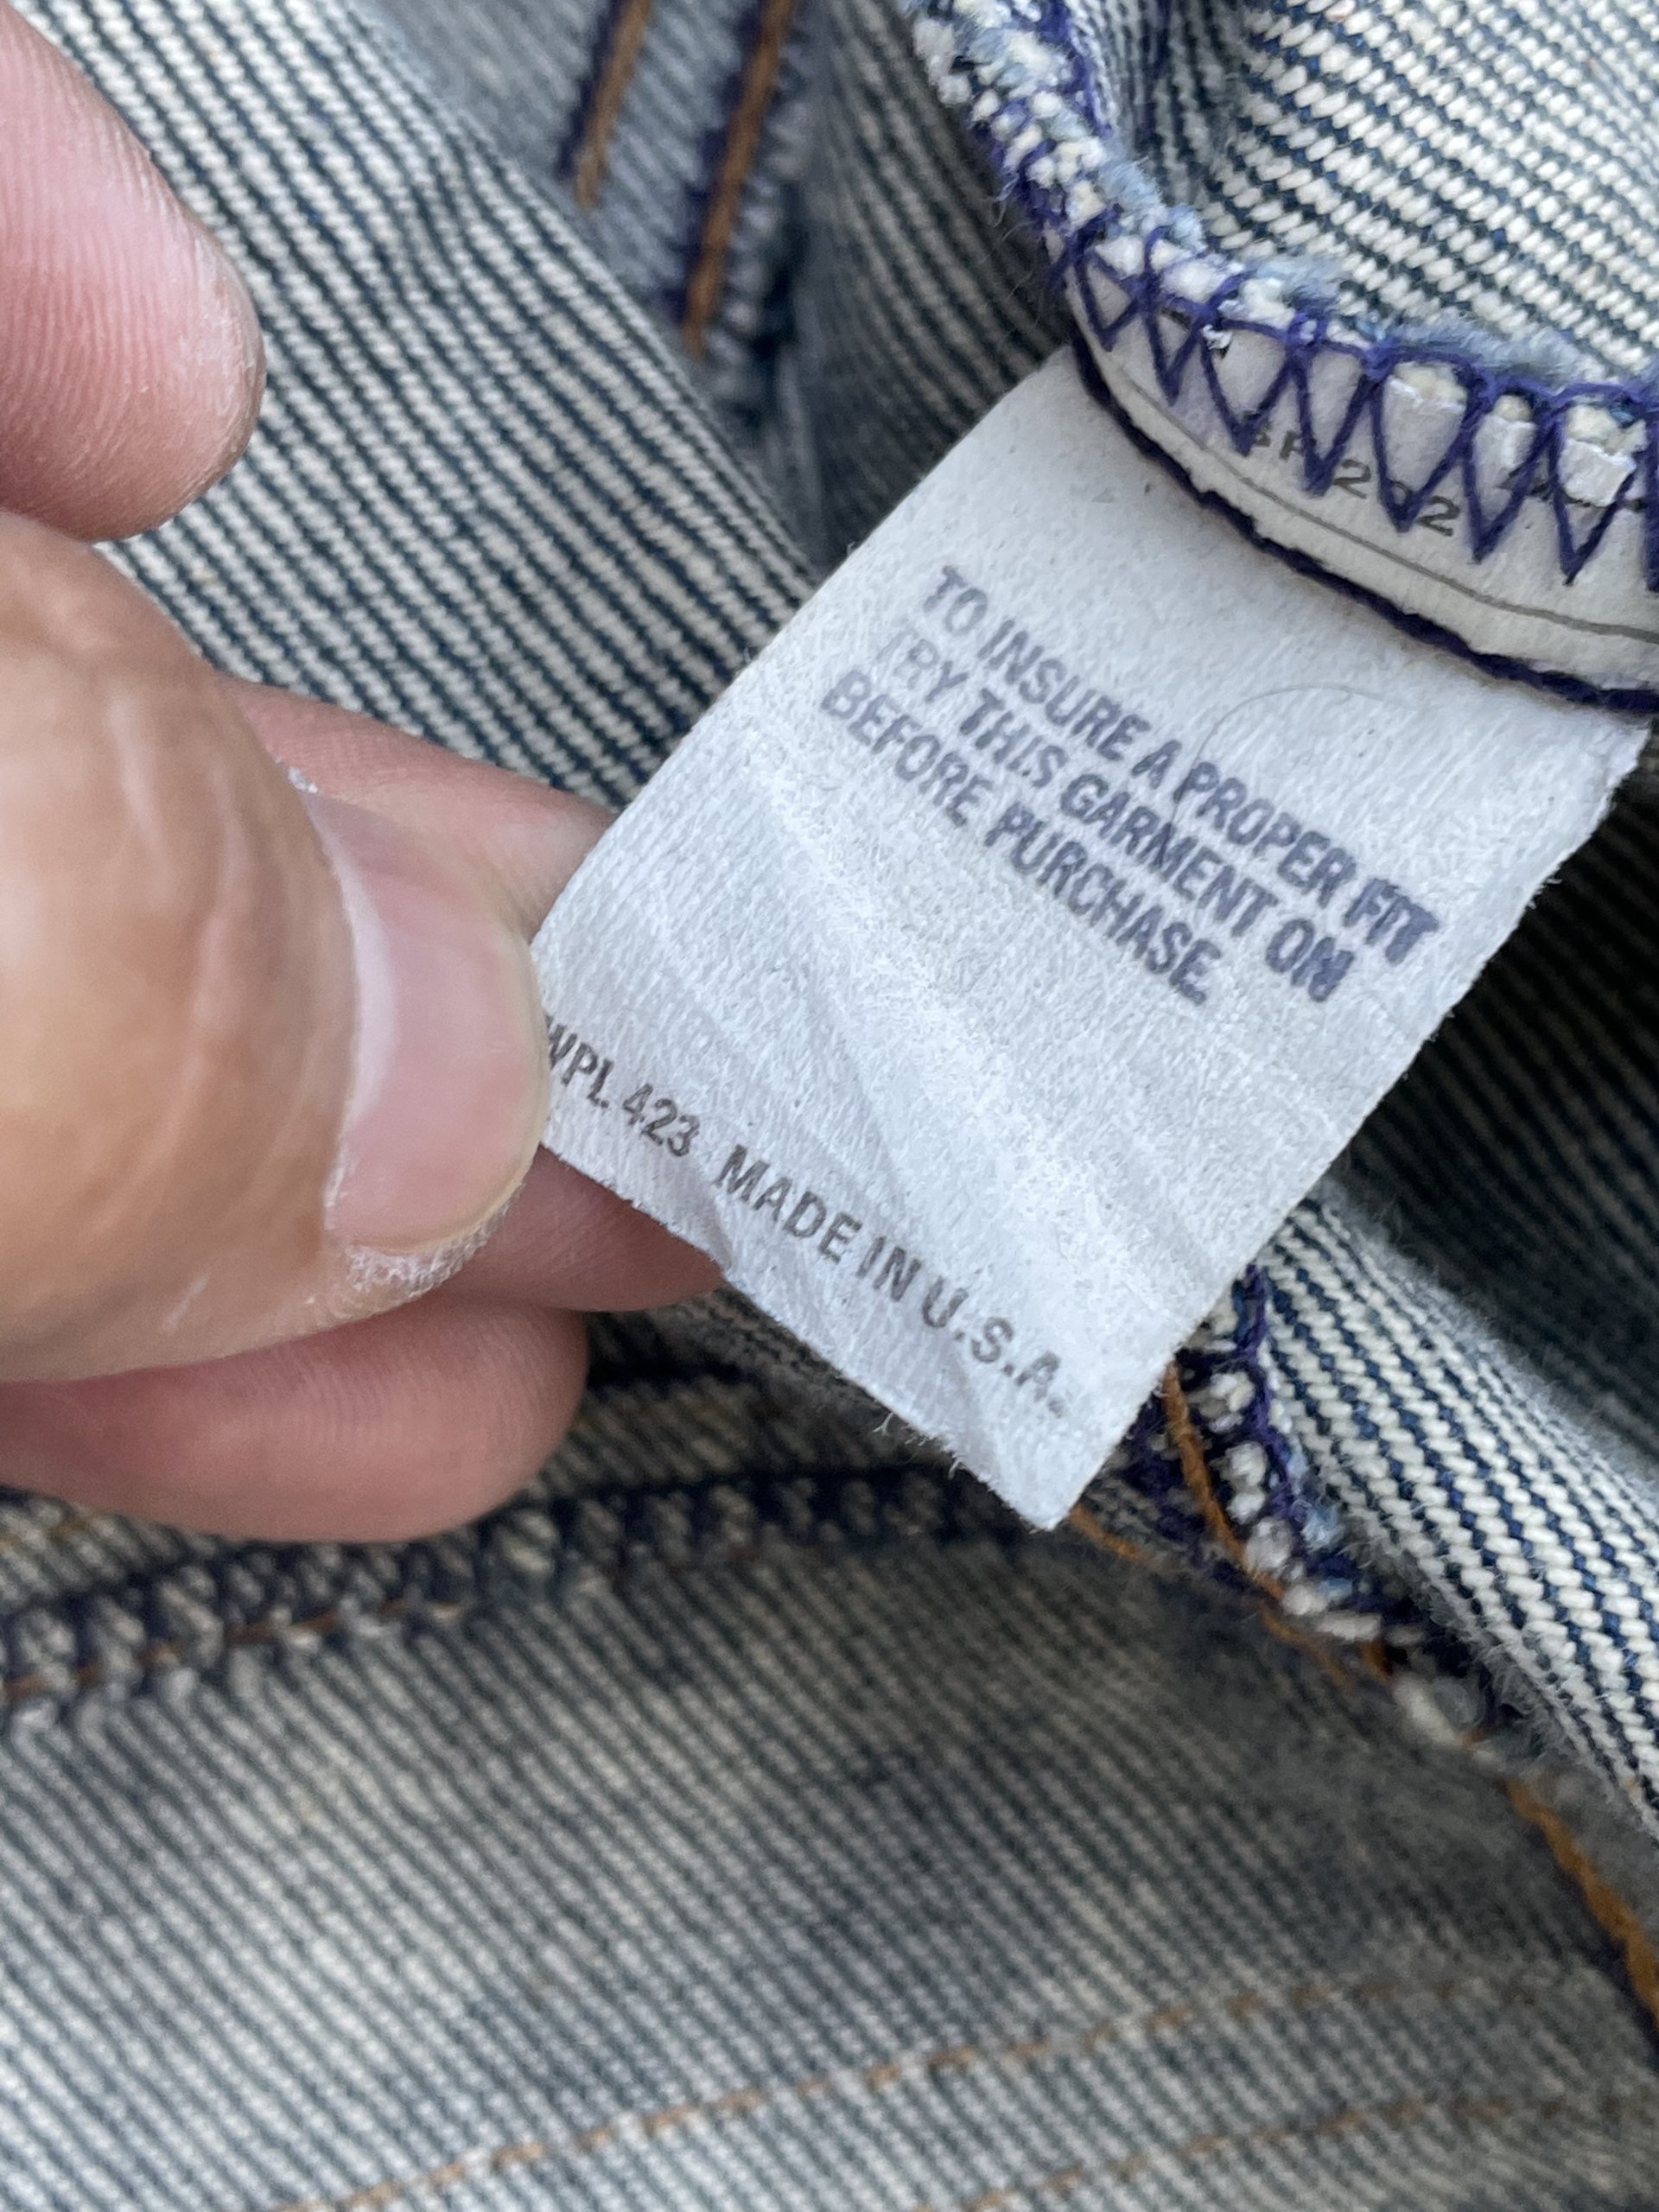 TO INSURE A PROPER FIT
TRY THIS GARMENT ON
BEFORE PURCHASE.
WPL 423 MADE IN U.S.A.